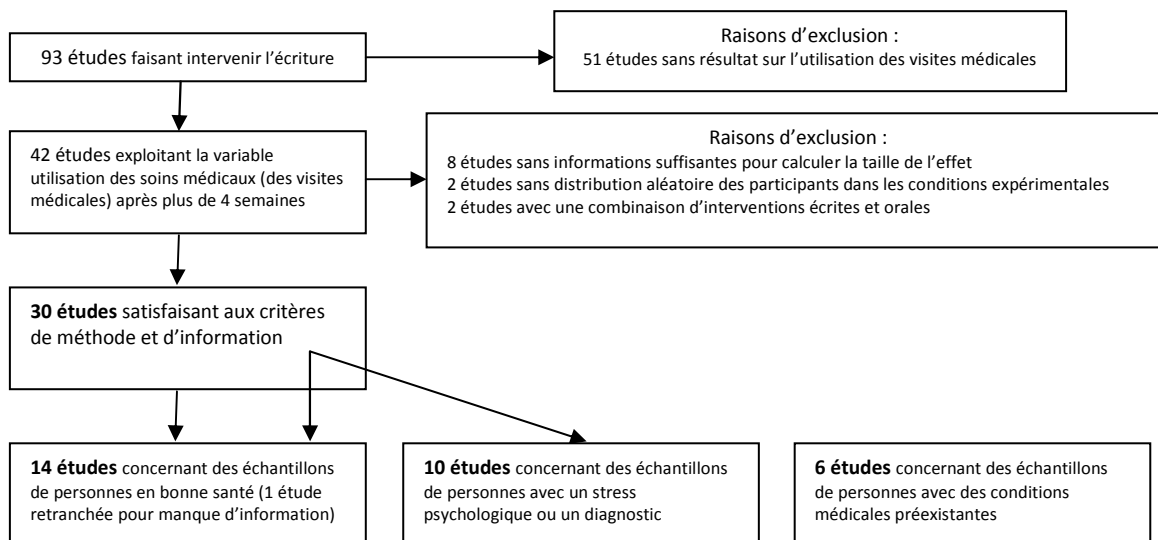 93 études faisant intervenir l’écriture
Raisons d’exclusion :
51 études sans résultat sur l’utilisation des visites médicales
42 études exploitant la variable
utilisation des soins médicaux (des visites
médicales) après plus de 4 semaines
Raisons d’exclusion :
8 études sans informations suffisantes pour calculer la taille de l’effet
2 études sans distribution aléatoire des participants dans les conditions expérimentales
2 études avec une combinaison d’interventions écrites et orales
30 études satisfaisant aux critères
de méthode et d’information
14 études concernant des échantillons
de personnes en bonne santé (1 étude
retranchée pour manque d’information)
10 études concernant des échantillons
de personnes avec un stress
psychologique ou un diagnostic
6 études concernant des échantillons
de personnes avec des conditions
médicales préexistantes